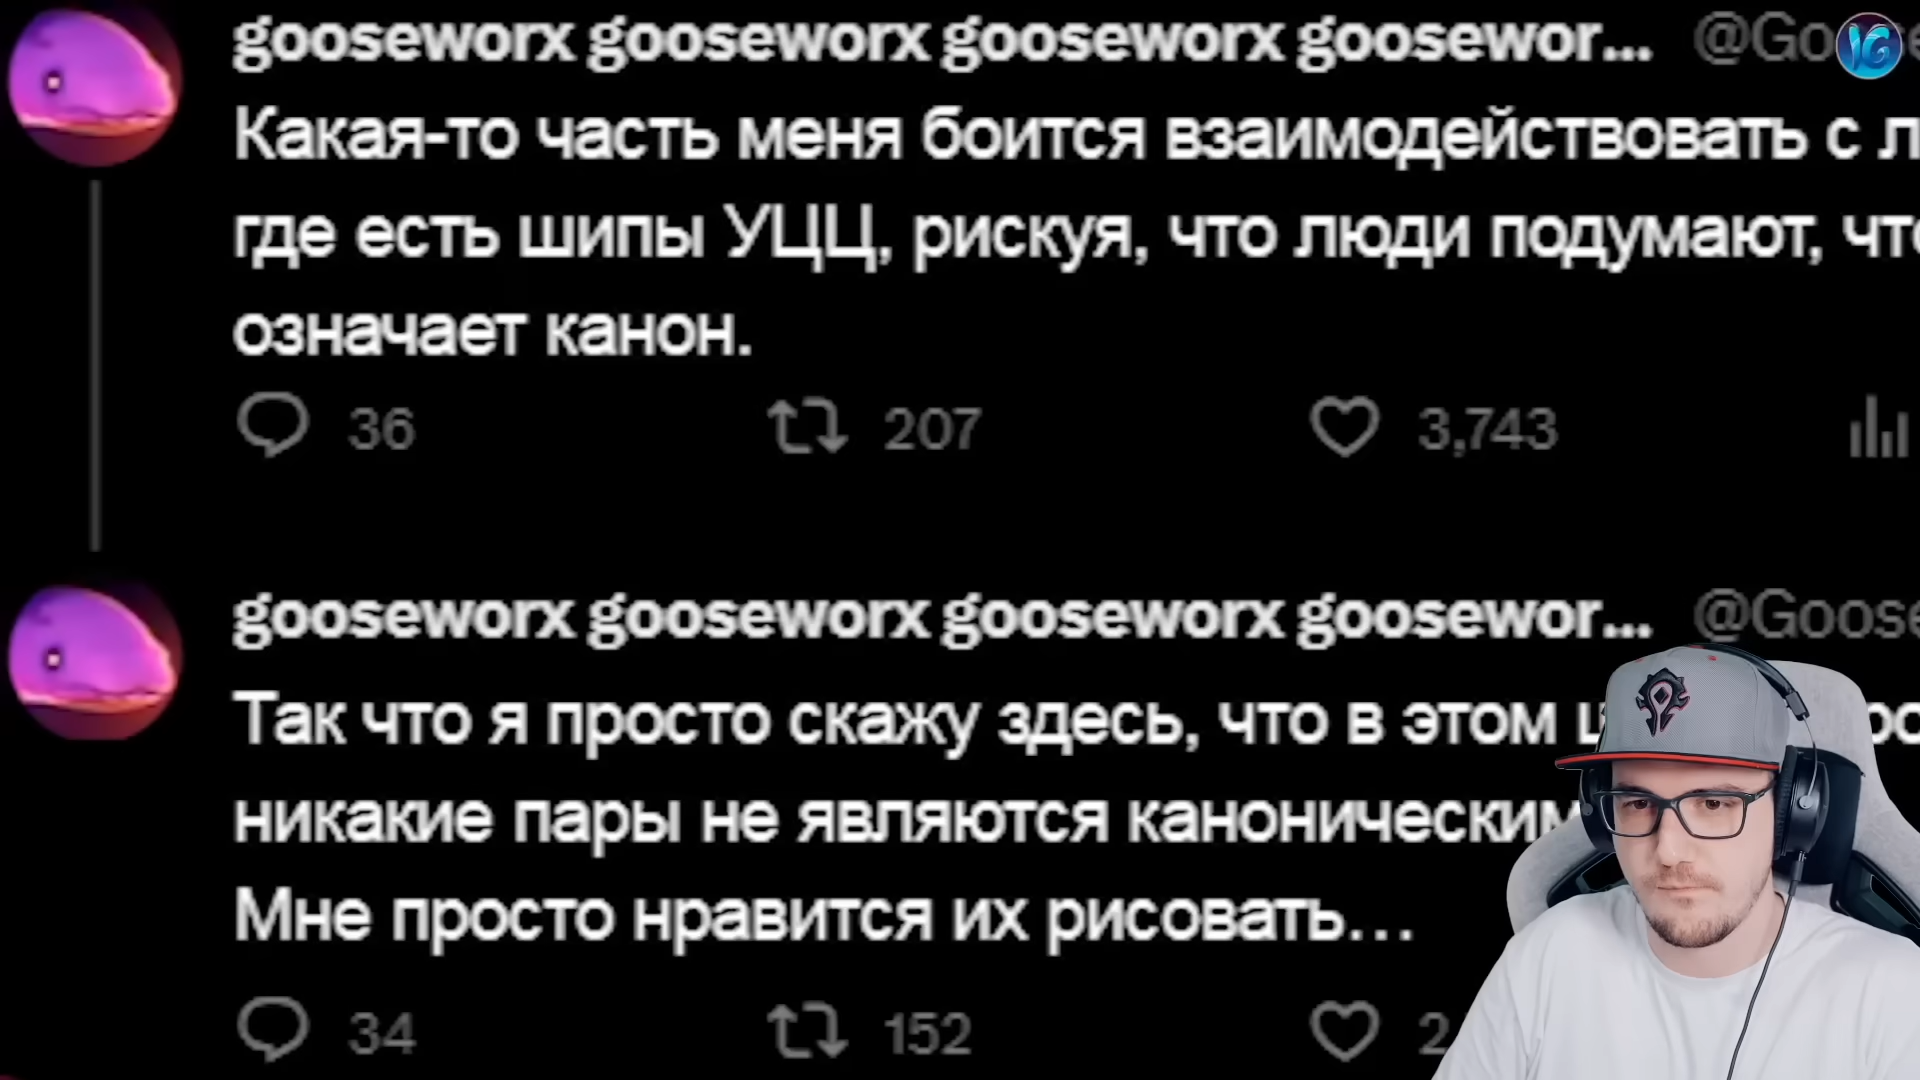 gooseworx gooseworx gooseworx goosewor... @Go
Какая-то часть меня боится взаимодействовать с л
где есть шипы УЦЦ, рискуя, что люди подумают, что
означает канон.
36 207 3,743
gooseworx gooseworx gooseworx goosewor... @Goose
Так что я просто скажу здесь, что в этом
никакие пары не являются каноническим
Мне просто нравится их рисовать…
34 152 2